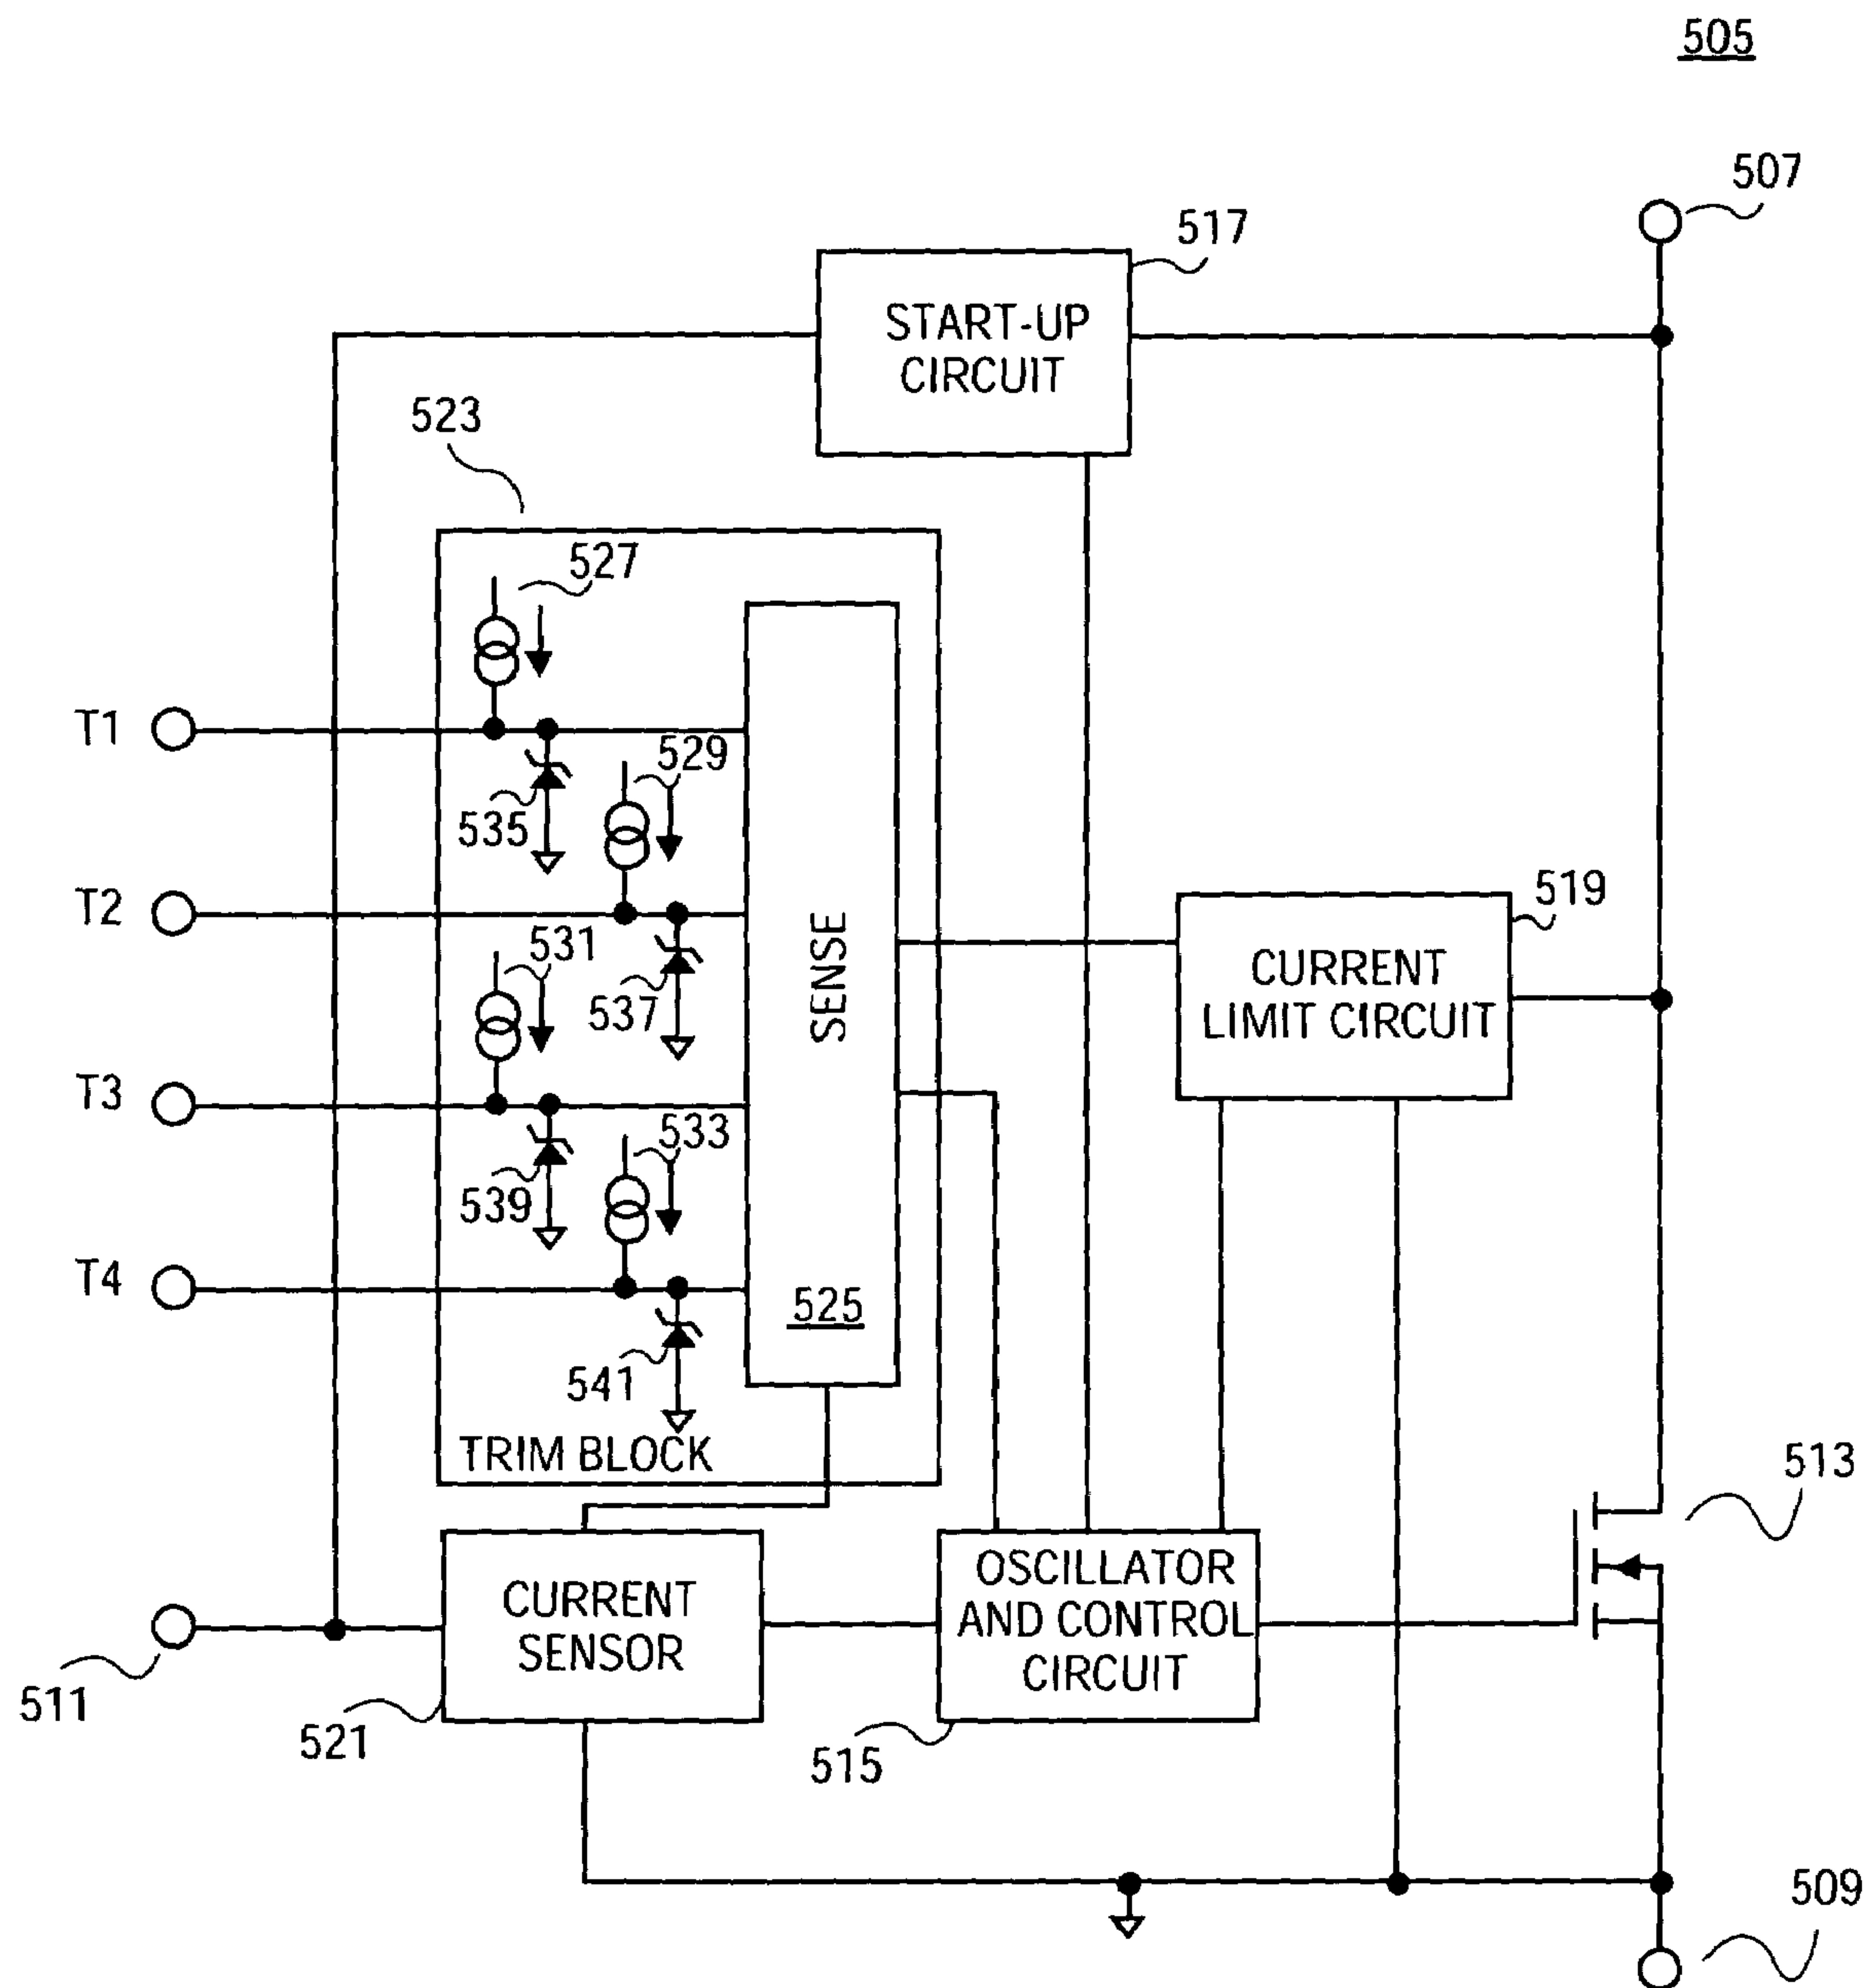 505
507
517
START-UP
CIRCUIT
523
527
T1
529
535
T2
519
531
SENSE
CURRENT
LIMIT CIRCUIT
537
T3
533
539
T4
525
541
TRIM BLOCK
513
OSCILLATOR
AND CONTROL
CIRCUIT
CURRENT
SENSOR
511
521
515
509